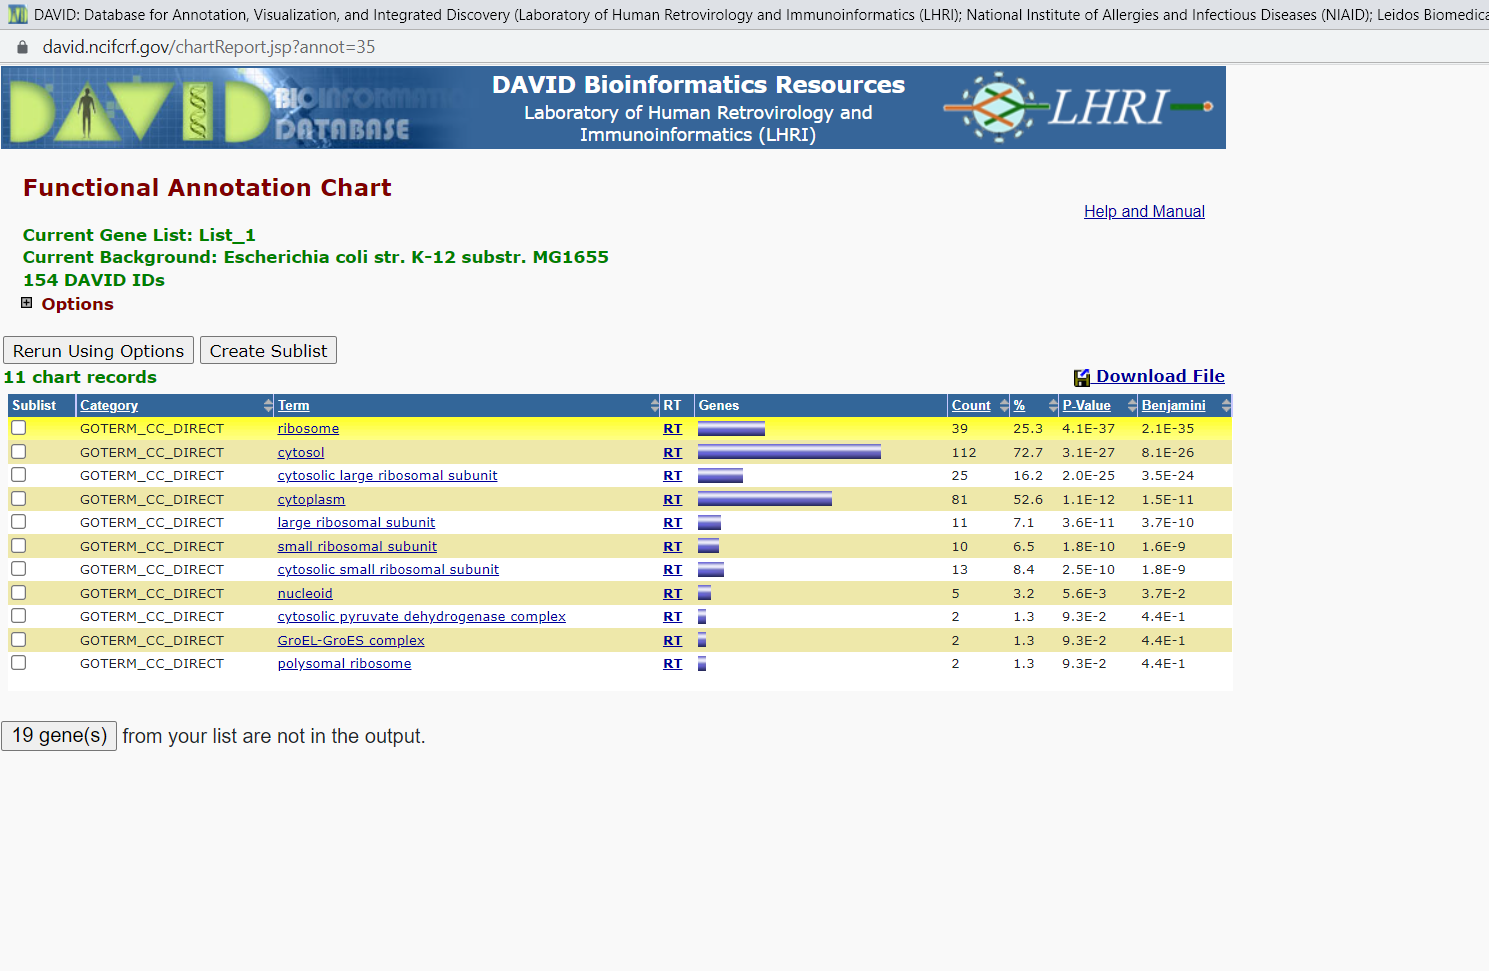 DAVID: Database for Annotation, Visualization, and Integrated Discovery (Laboratory of Human Retrovirology and Immunoinformatics (LHRI); National Institute of Allergies and Infectious Diseases (NIAID); Leidos Biomedica
david.ncifcrf.gov/chartReport.jsp?annot=35
DAVID BIOINFORMATICS DATABASE
DAVID Bioinformatics Resources
Laboratory of Human Retrovirology and
Immunoinformatics (LHRI)
LHRI
Functional Annotation Chart
Help and Manual
Current Gene List: List_1
Current Background: Escherichia coli str. K-12 substr. MG1655
154 DAVID IDs
Options
Rerun Using Options Create Sublist
11 chart records Download File
Sublist Category Term RT Genes Count % P-Value Benjamini
GOTERM_CC_DIRECT ribosome RT 39 25.3 4.1E-37 2.1E-35
GOTERM_CC_DIRECT cytosol RT 112 72.7 3.1E-27 8.1E-26
GOTERM_CC_DIRECT cytosolic large ribosomal subunit RT 25 16.2 2.0E-25 3.5E-24
GOTERM_CC_DIRECT cytoplasm RT 81 52.6 1.1E-12 1.5E-11
GOTERM_CC_DIRECT large ribosomal subunit RT 11 7.1 3.6E-11 3.7E-10
GOTERM_CC_DIRECT small ribosomal subunit RT 10 6.5 1.8E-10 1.6E-9
GOTERM_CC_DIRECT cytosolic small ribosomal subunit RT 13 8.4 2.5E-10 1.8E-9
GOTERM_CC_DIRECT nucleoid RT 5 3.2 5.6E-3 3.7E-2
GOTERM_CC_DIRECT cytosolic pyruvate dehydrogenase complex RT 2 1.3 9.3E-2 4.4E-1
GOTERM_CC_DIRECT GroEL-GroES complex RT 2 1.3 9.3E-2 4.4E-1
GOTERM_CC_DIRECT polysomal ribosome RT 2 1.3 9.3E-2 4.4E-1
19 gene(s) from your list are not in the output.